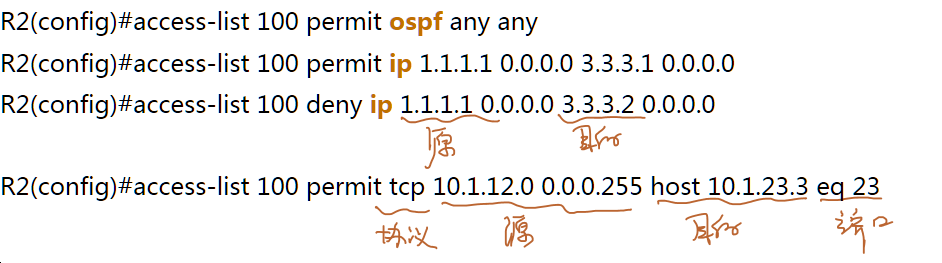 R2(config)#access-list 100 permit ospf any any
R2(config)#access-list 100 permit ip 1.1.1.1 0.0.0.0 3.3.3.1 0.0.0.0
R2(config)#access-list 100 deny ip 1.1.1.1 0.0.0.0 3.3.3.2 0.0.0.0
源 目的
R2(config)#access-list 100 permit tcp 10.1.12.0 0.0.0.255 host 10.1.23.3 eq 23
协议 源 目的 端口